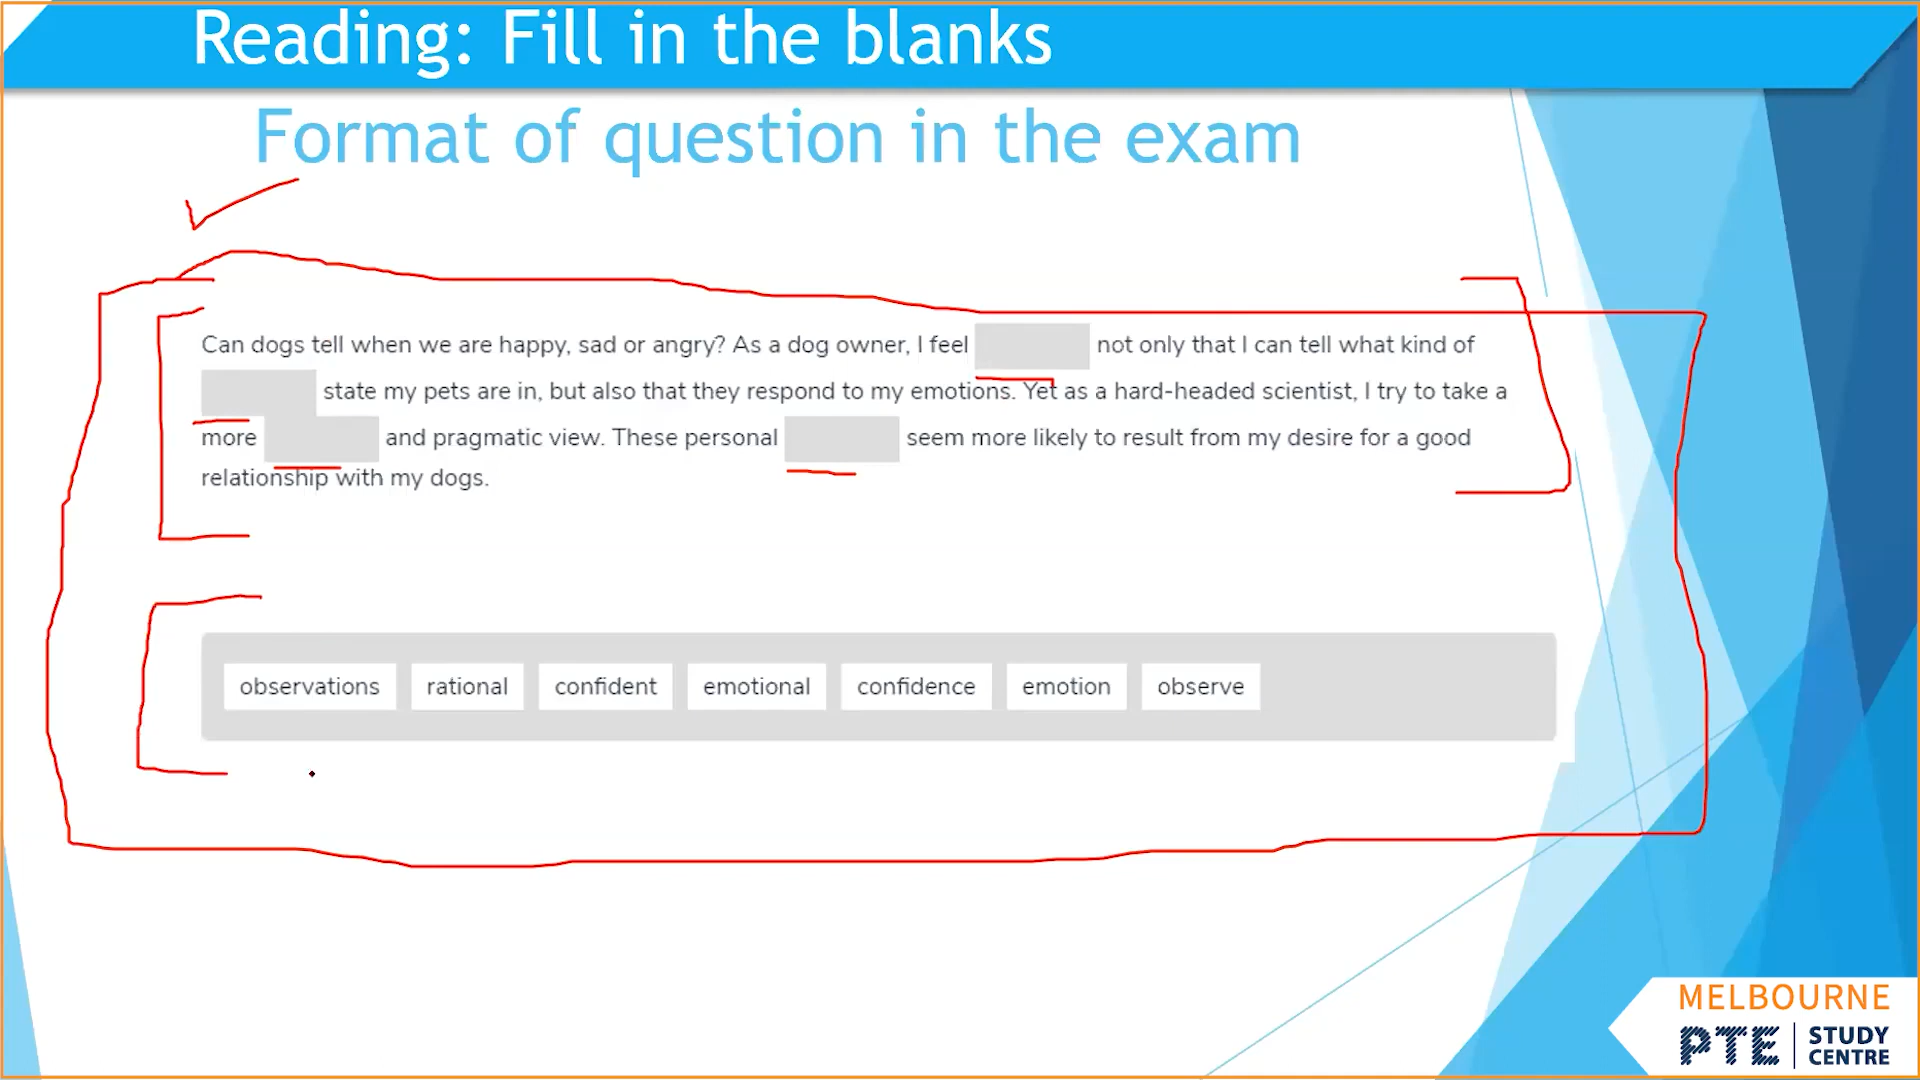 Reading: Fill in the blanks
Format of question in the exam
Can dogs tell when we are happy, sad or angry? As a dog owner, I feel not only that I can tell what kind of
state my pets are in, but also that they respond to my emotions. Yet as a hard-headed scientist, I try to take a
more and pragmatic view. These personal seem more likely to result from my desire for a good
relationship with my dogs.
observations rational confident emotional confidence emotion observe
MELBOURNE
PTE STUDY
CENTRE